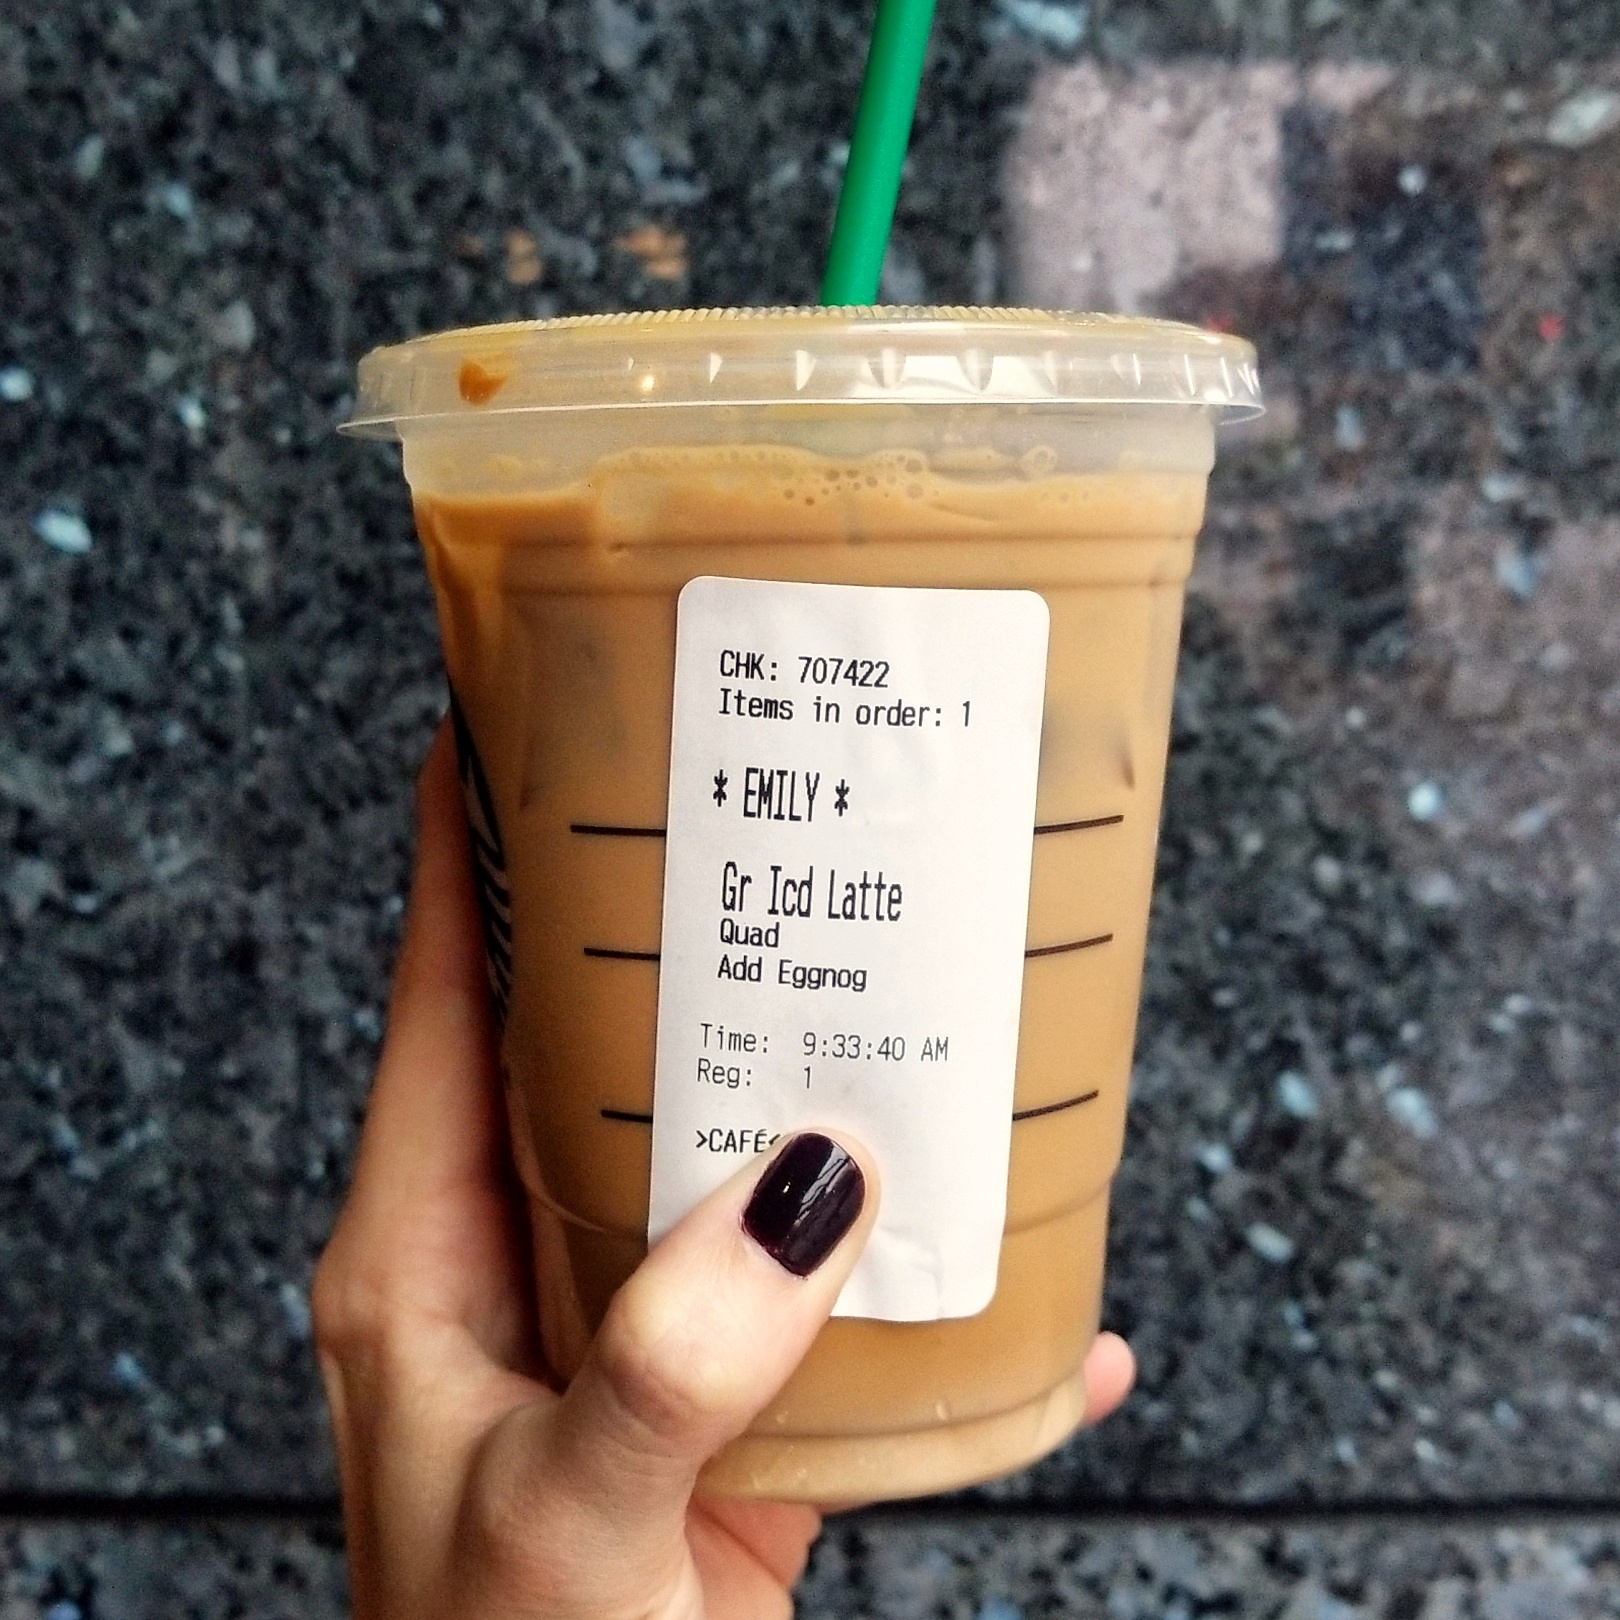 CHK: 707422
Items in order: 1
* EMILY *
Gr Icd Latte
Quad
Add Eggnog
Time: 9:33:40 AM
Reg: 1
>CAFÉ<